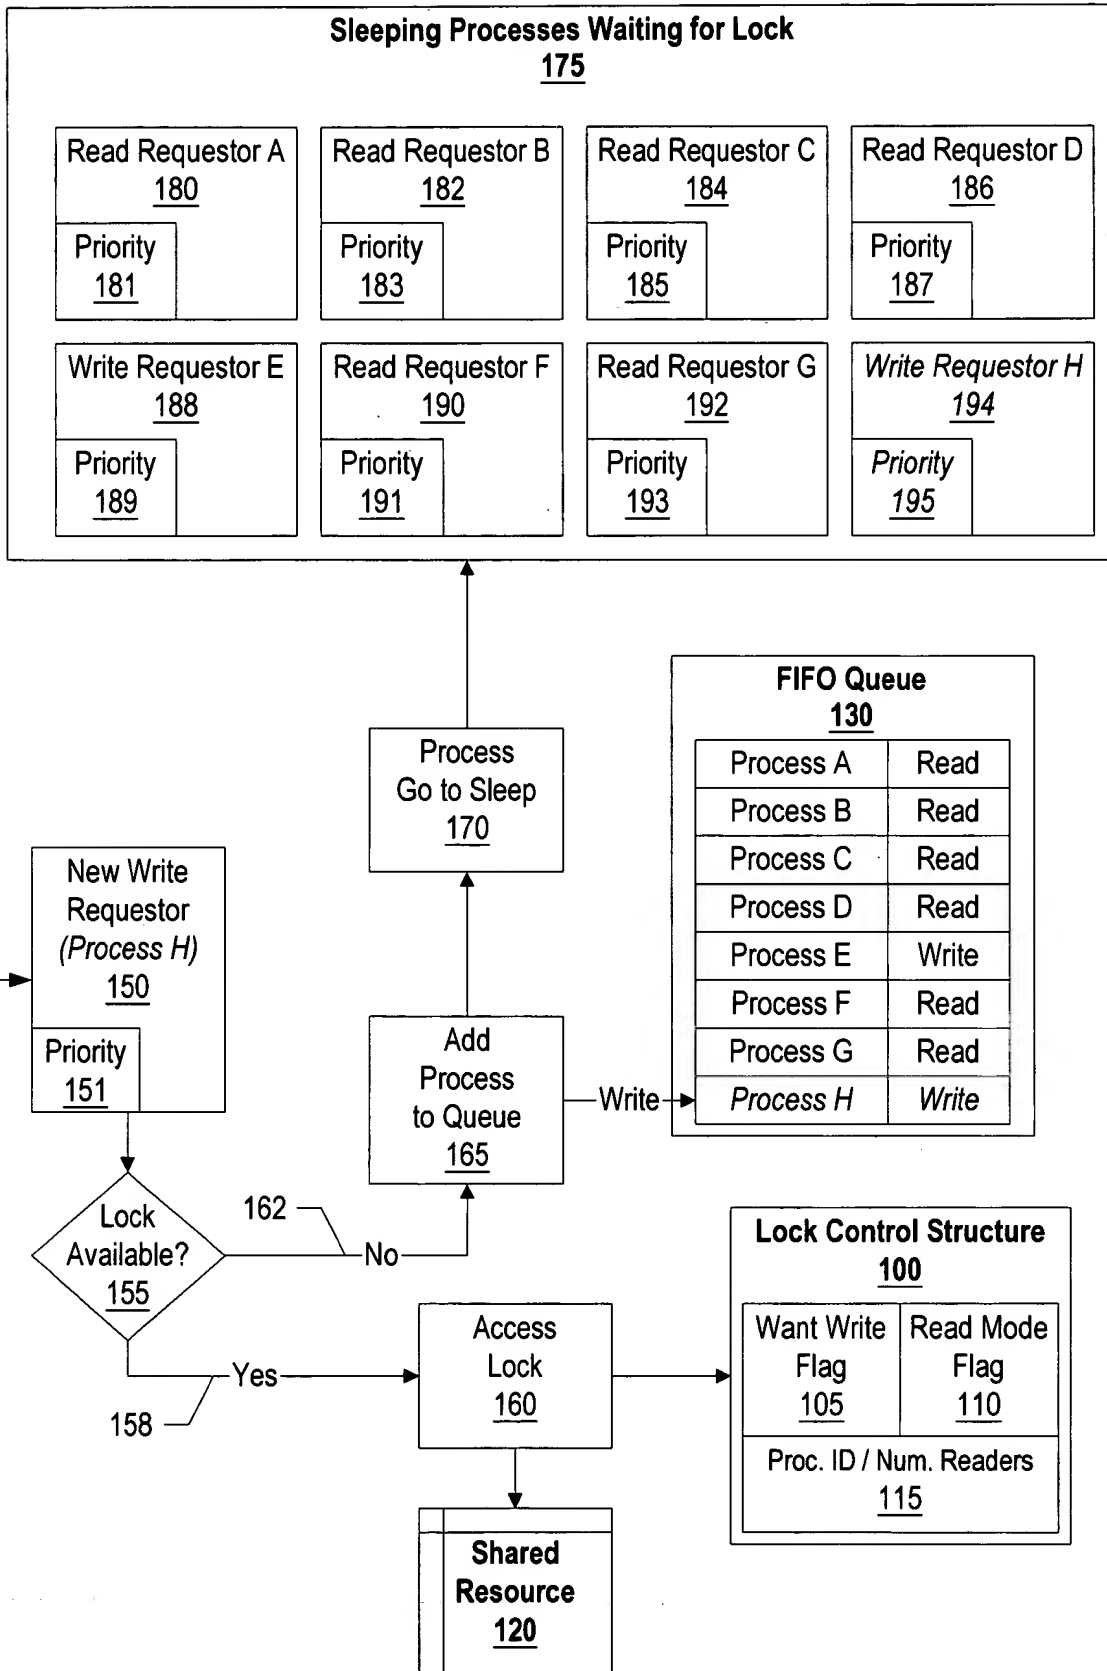 Sleeping Processes Waiting for Lock
175
Read Requestor A
180
Priority
181
Read Requestor B
182
Priority
183
Read Requestor C
184
Priority
185
Read Requestor D
186
Priority
187
Write Requestor E
188
Priority
189
Read Requestor F
190
Priority
191
Read Requestor G
192
Priority
193
Write Requestor H
194
Priority
195
FIFO Queue
130
Process A Read
Process B Read
Process C Read
Process D Read
Process E Write
Process F Read
Process G Read
Process H Write
Process
Go to Sleep
170
New Write
Requestor
(Process H)
150
Priority
151
Add
Process
to Queue
165
Write
Lock
Available?
155
162
No
Yes
158
Access
Lock
160
Lock Control Structure
100
Want Write
Flag
105
Read Mode
Flag
110
Proc. ID / Num. Readers
115
Shared
Resource
120